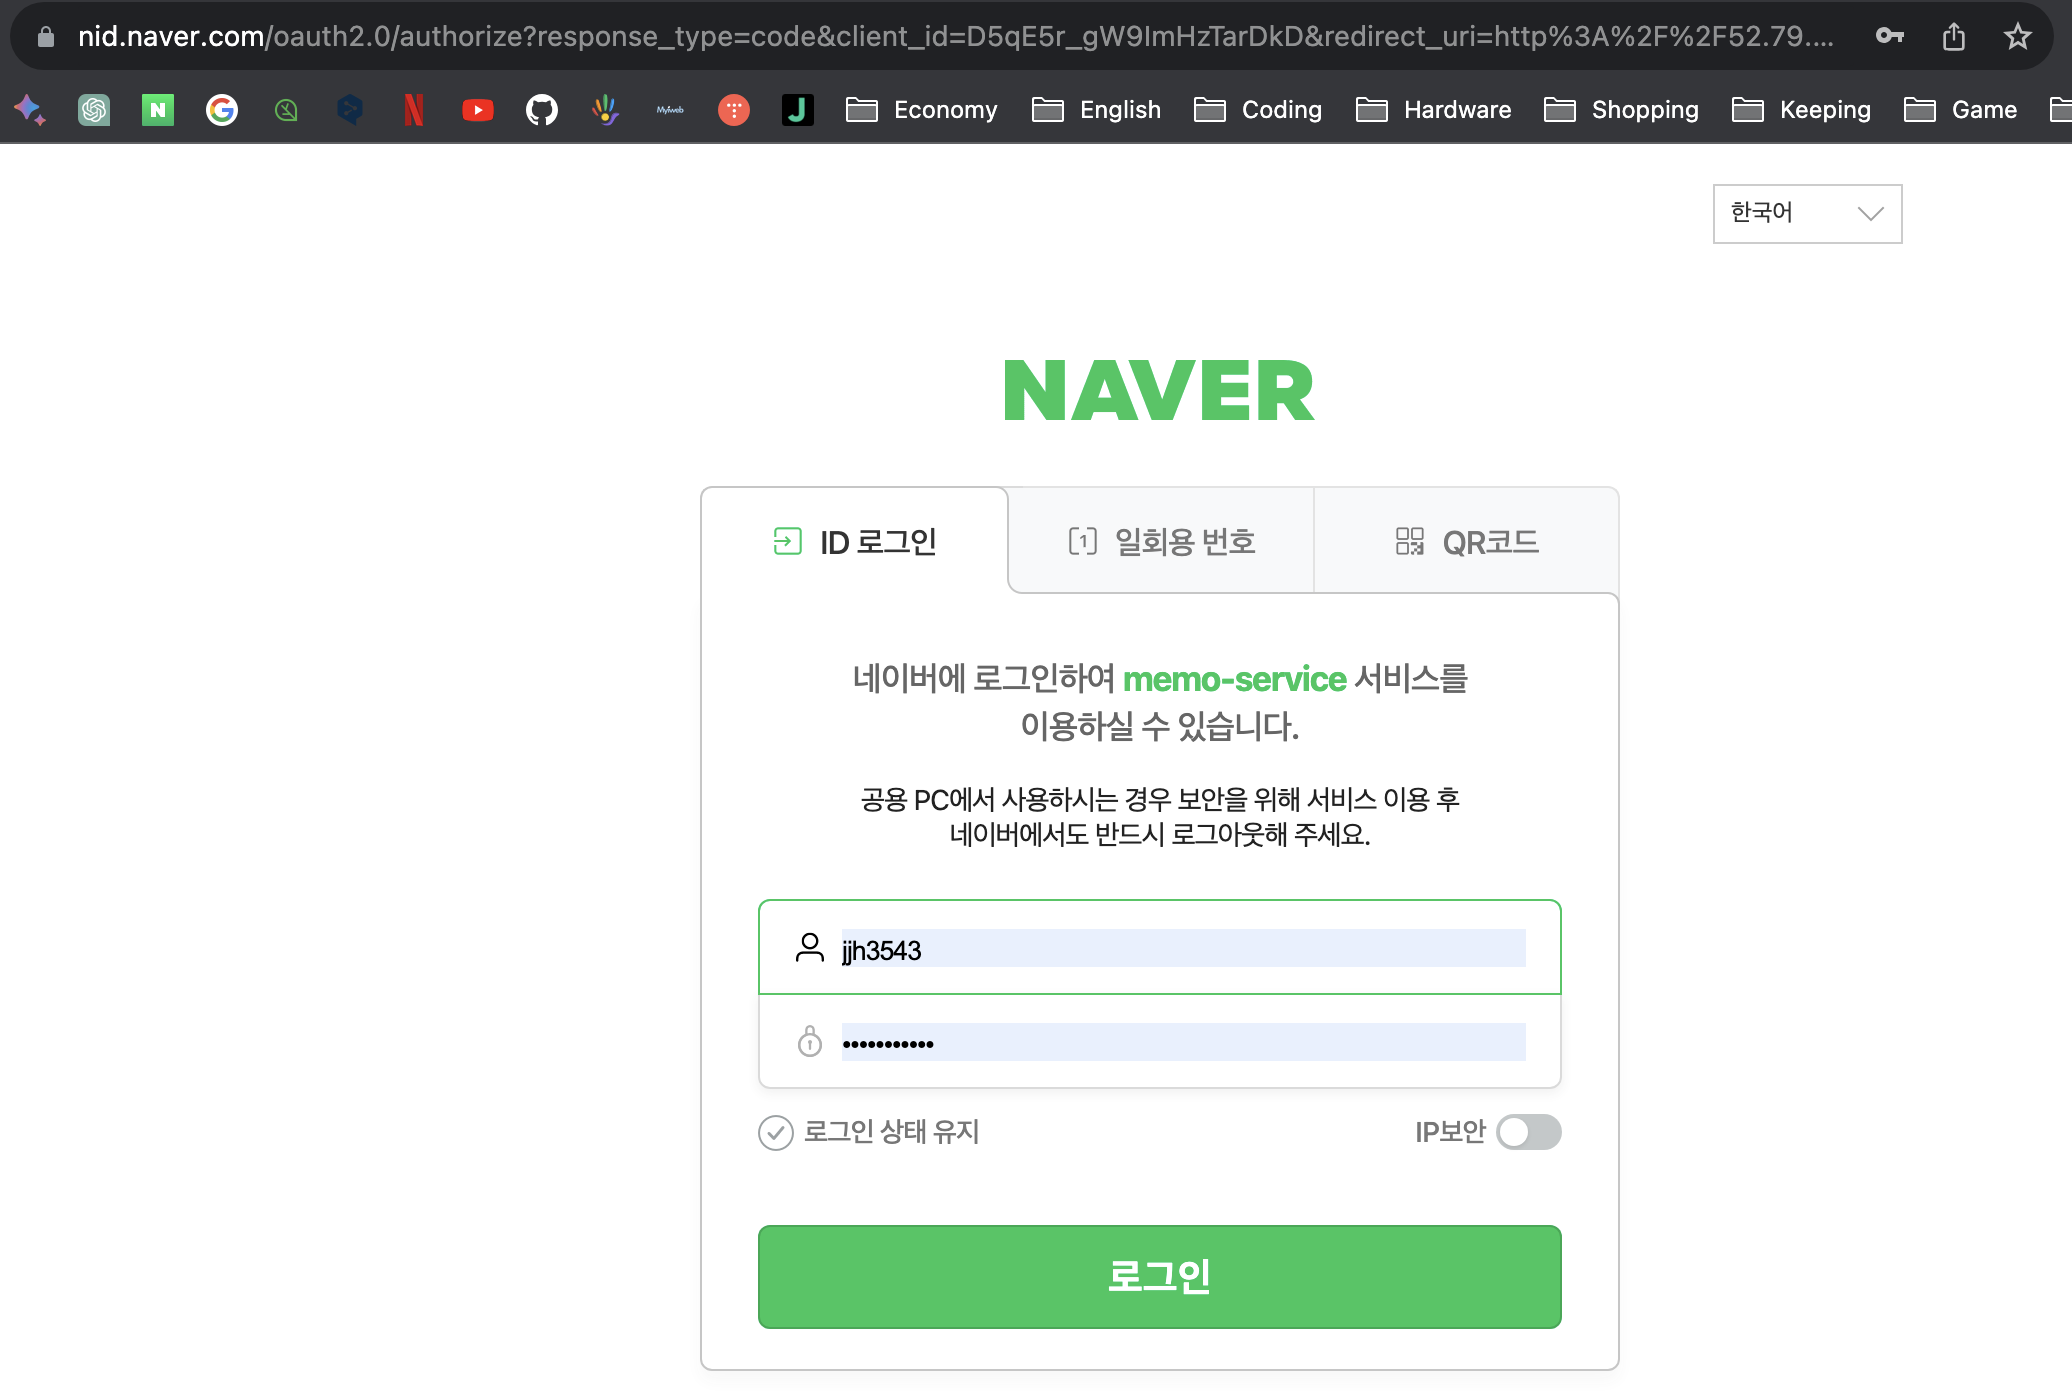 nid.naver.com/oauth2.0/authorize?response_type=code&client_id=D5qE5r_gW9ImHzTarDkD&redirect_uri=http%3A%2F%2F52.79....
N
Myiweb
J
Economy
English
Coding
Hardware
Shopping
Keeping
Game
한국어
NAVER
ID 로그인
1 일회용 번호
QR코드
네이버에 로그인하여 memo-service 서비스를
이용하실 수 있습니다.
공용 PC에서 사용하시는 경우 보안을 위해 서비스 이용 후
네이버에서도 반드시 로그아웃해 주세요.
jjh3543
•••••••••••
로그인 상태 유지
IP보안
로그인